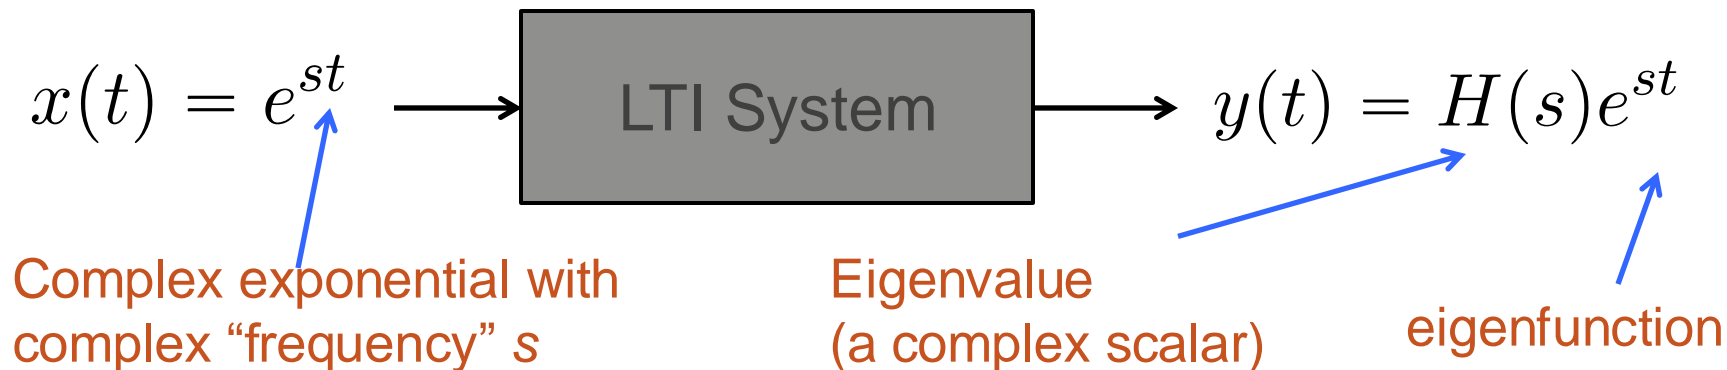 x(t) = e^{st}
LTI System
y(t) = H(s)e^{st}
Complex exponential with
complex “frequency” s
Eigenvalue
(a complex scalar)
eigenfunction